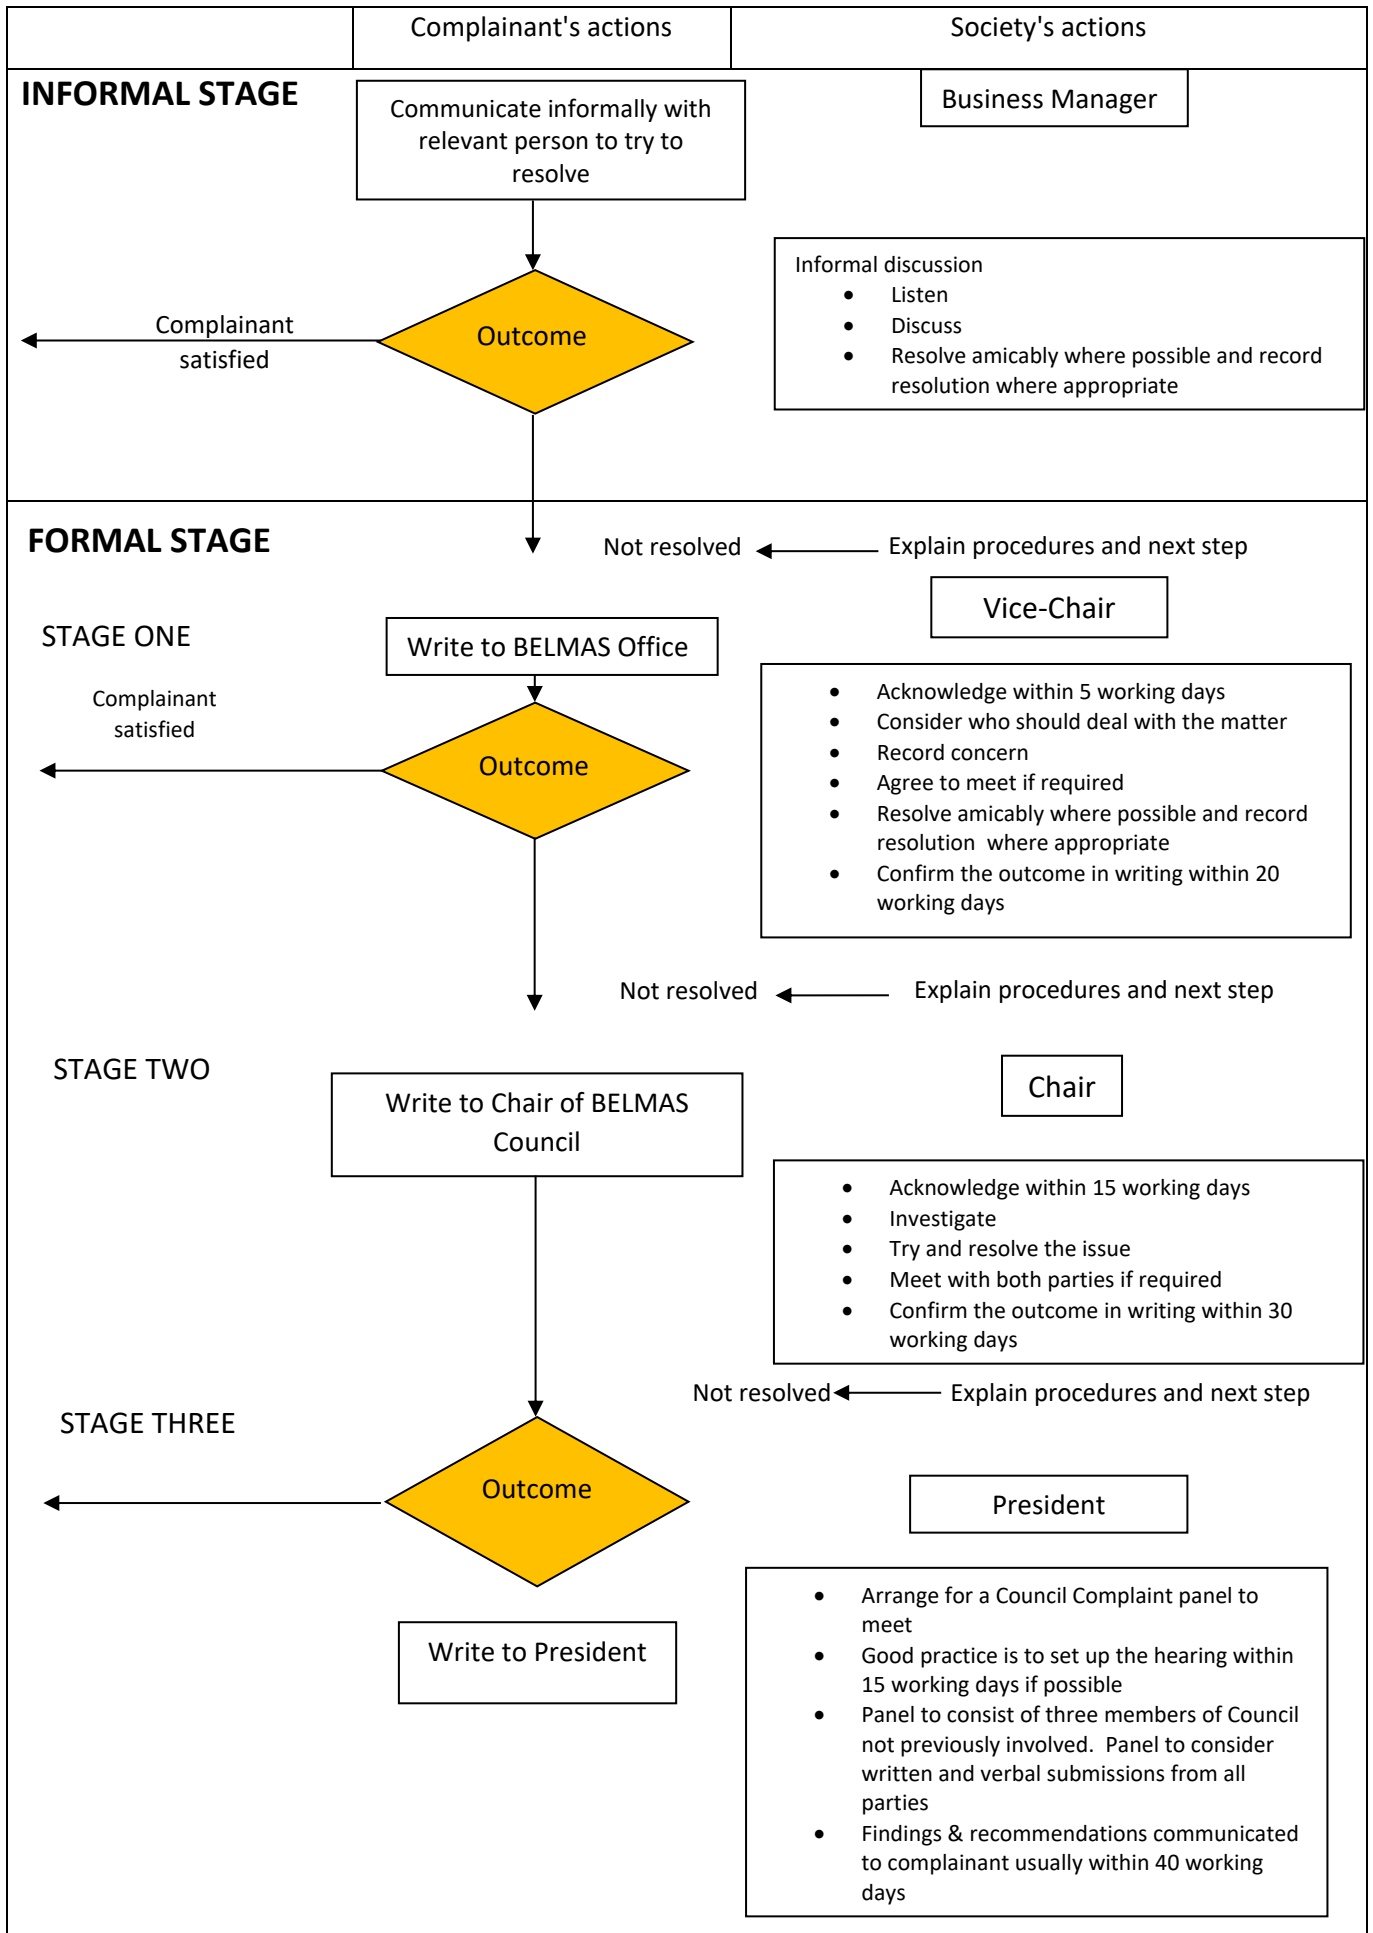 Complainant's actions
Society's actions
INFORMAL STAGE
Communicate informally with
relevant person to try to
resolve
Business Manager
Informal discussion
• Listen
• Discuss
• Resolve amicably where possible and record
resolution where appropriate
Complainant
satisfied
Outcome
FORMAL STAGE
Not resolved
Explain procedures and next step
Vice-Chair
STAGE ONE
Write to BELMAS Office
Complainant
satisfied
Outcome
• Acknowledge within 5 working days
• Consider who should deal with the matter
• Record concern
• Agree to meet if required
• Resolve amicably where possible and record
resolution where appropriate
• Confirm the outcome in writing within 20
working days
Not resolved
Explain procedures and next step
STAGE TWO
Write to Chair of BELMAS
Council
Chair
• Acknowledge within 15 working days
• Investigate
• Try and resolve the issue
• Meet with both parties if required
• Confirm the outcome in writing within 30
working days
Not resolved
Explain procedures and next step
STAGE THREE
Outcome
President
Write to President
• Arrange for a Council Complaint panel to
meet
• Good practice is to set up the hearing within
15 working days if possible
• Panel to consist of three members of Council
not previously involved. Panel to consider
written and verbal submissions from all
parties
• Findings & recommendations communicated
to complainant usually within 40 working
days